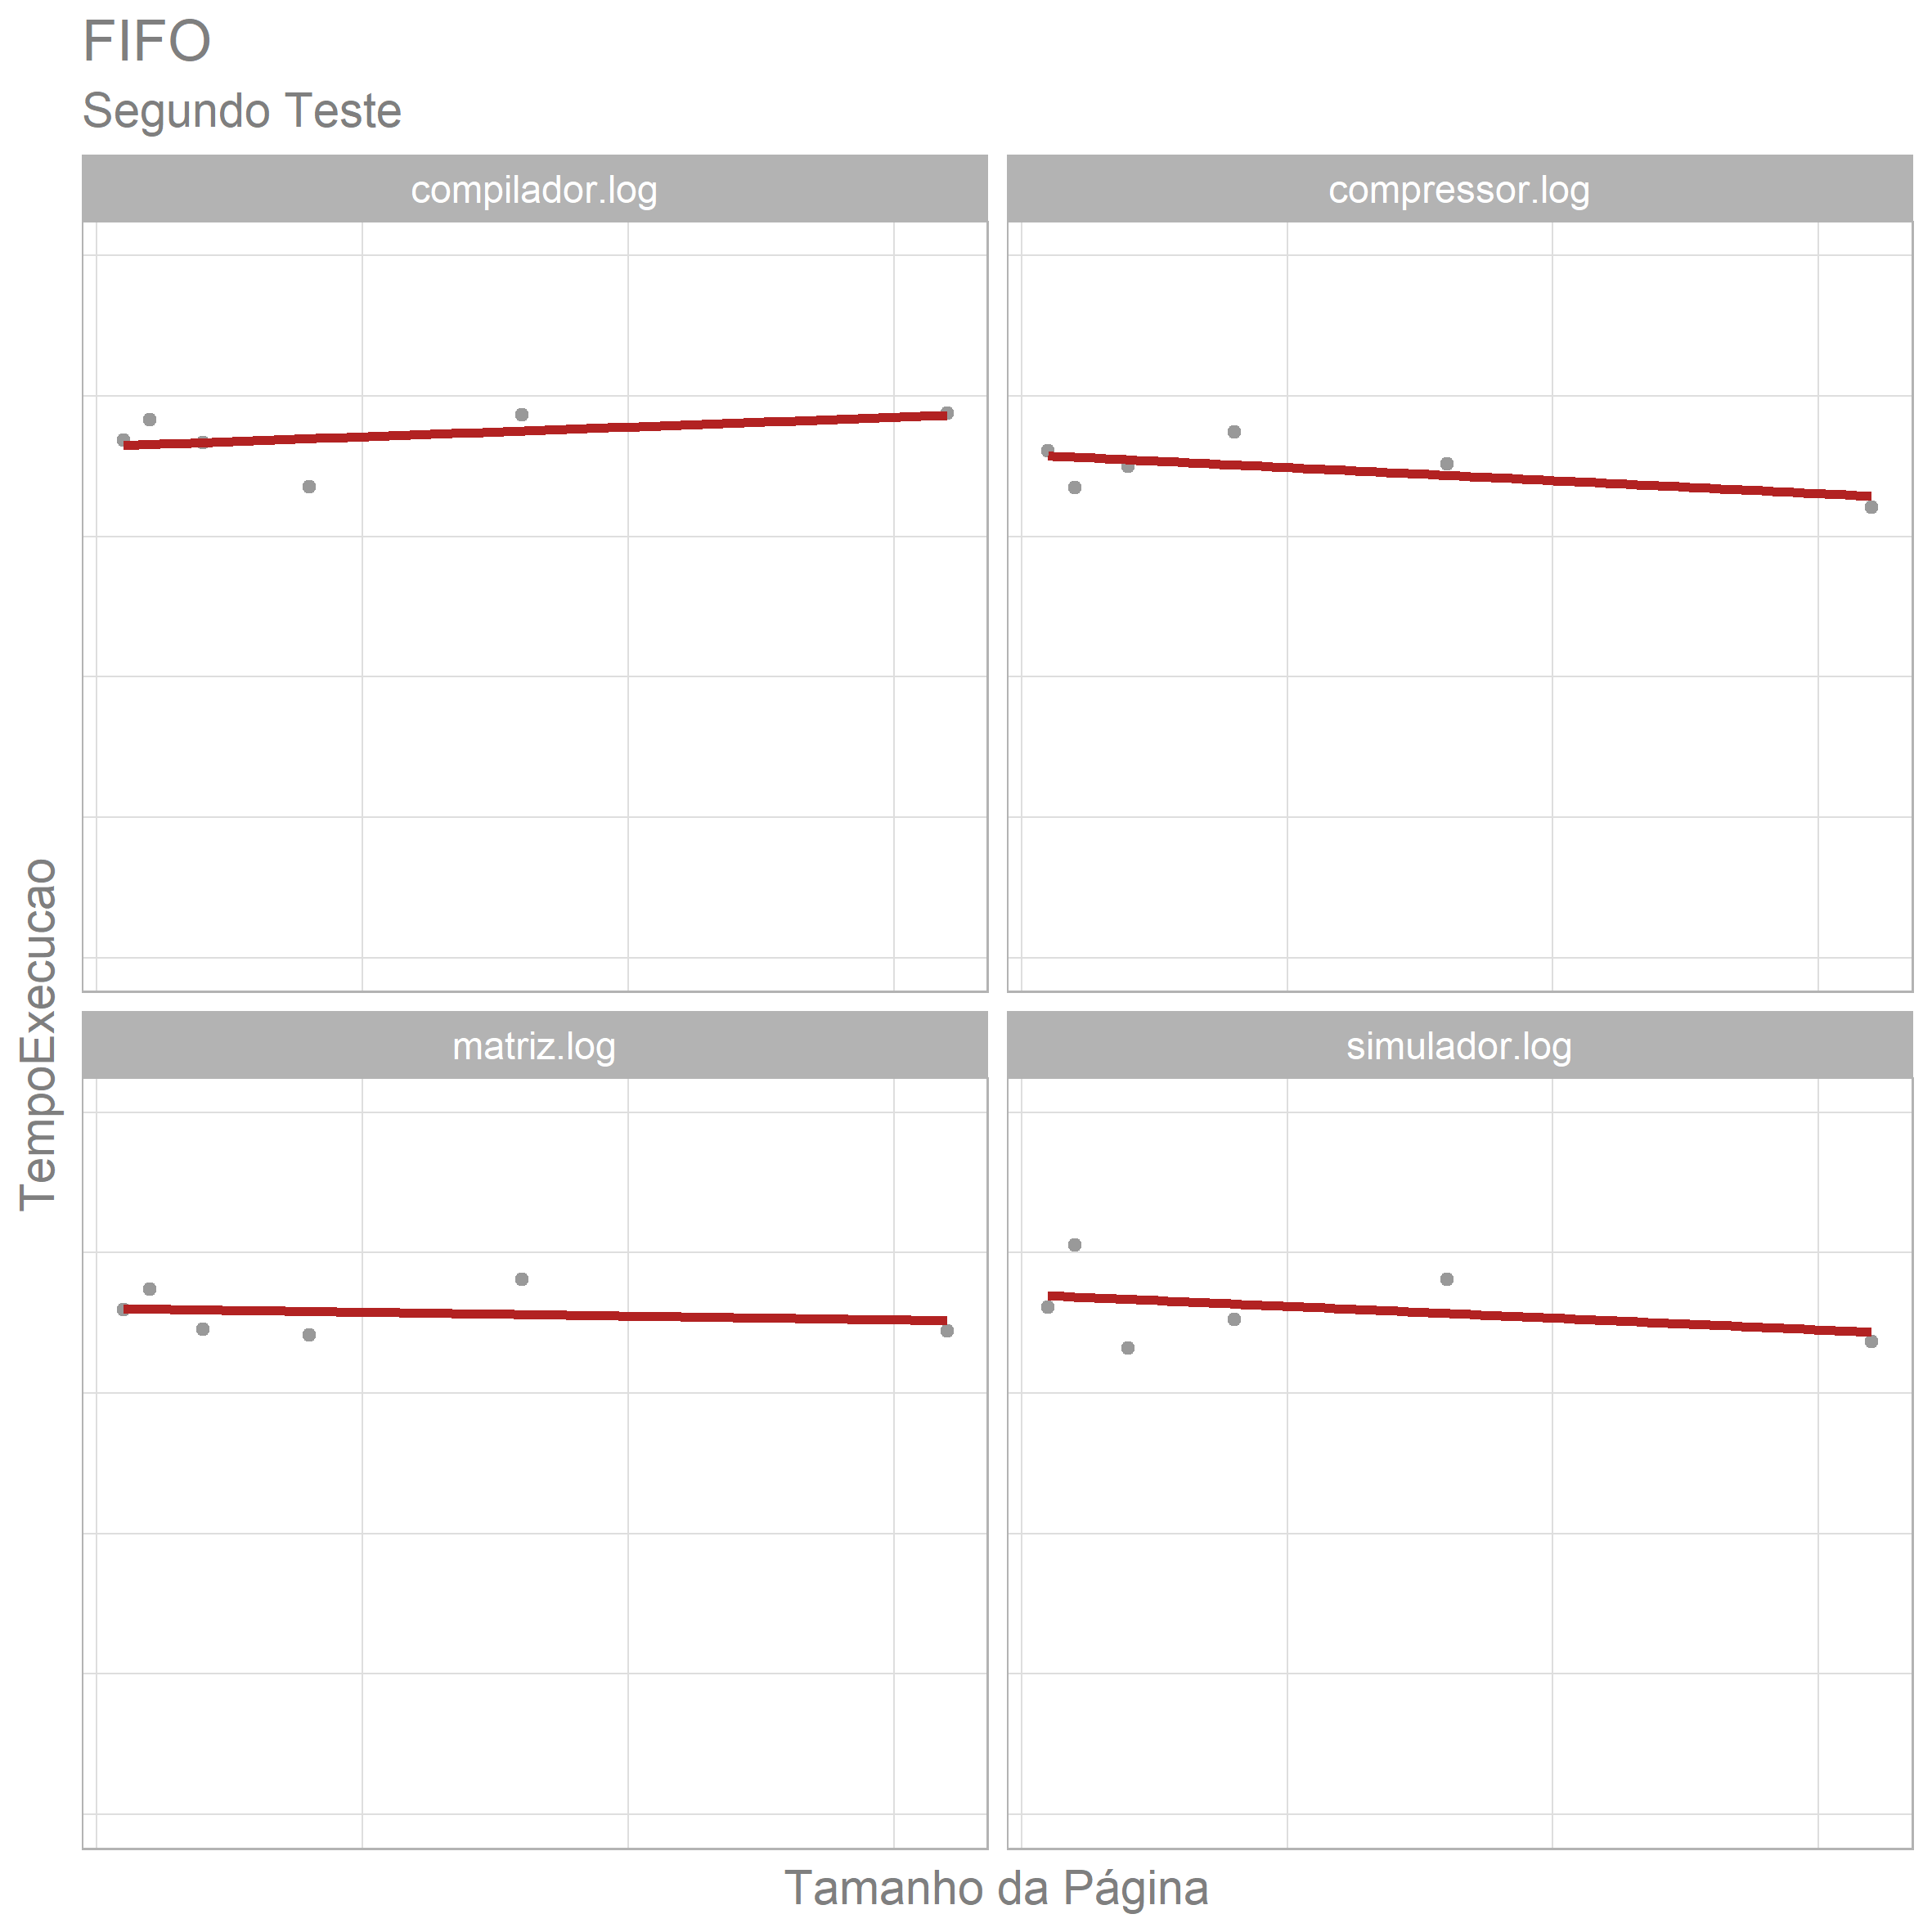 FIFO
Segundo Teste
compilador.log
compressor.log
matriz.log
simulador.log
TempoExecucao
Tamanho da Página